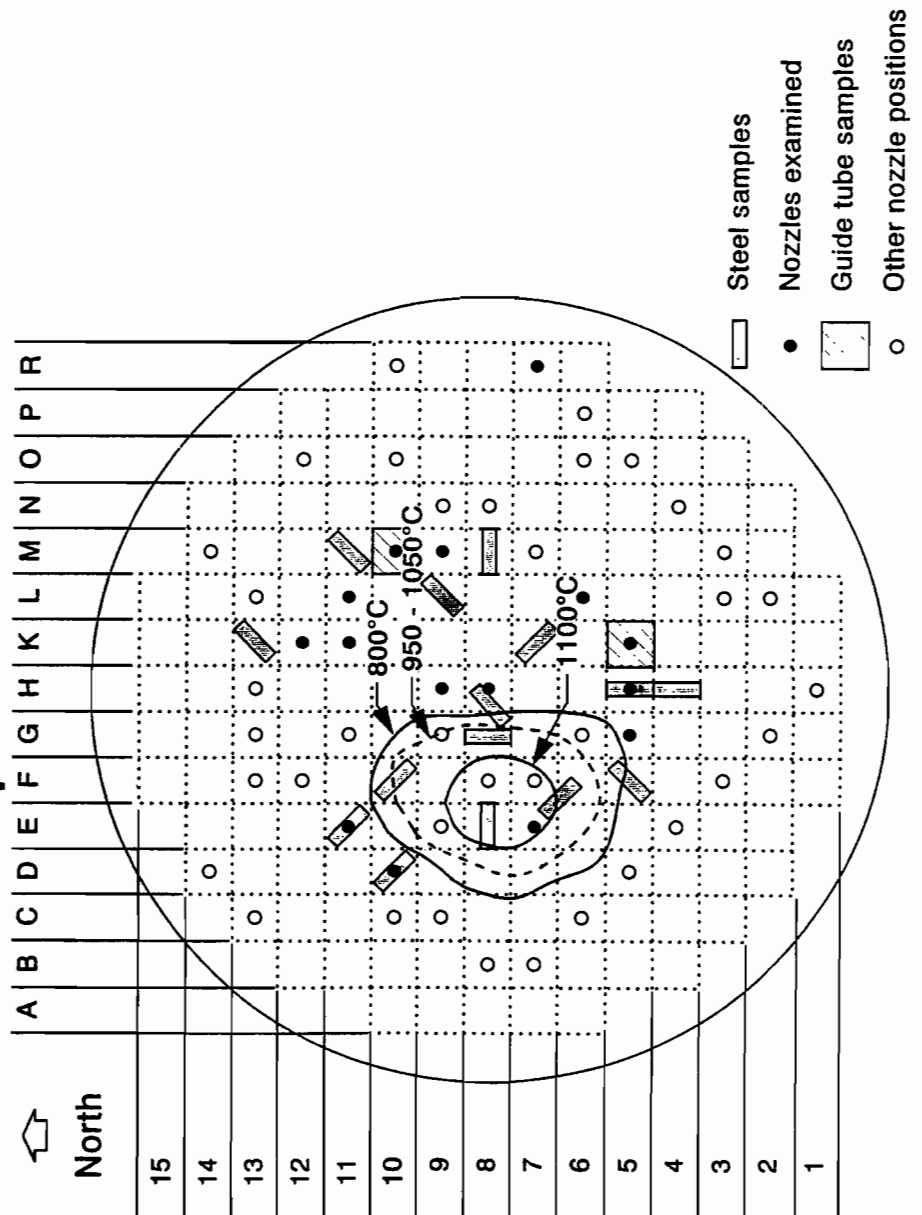 North
A B C D E F G H K L M N O P R
15
14
13
12
11
10
9
8
7
6
5
4
3
2
1
800°C
950 - 1050°C
1100°C
Steel samples
Nozzles examined
Guide tube samples
Other nozzle positions